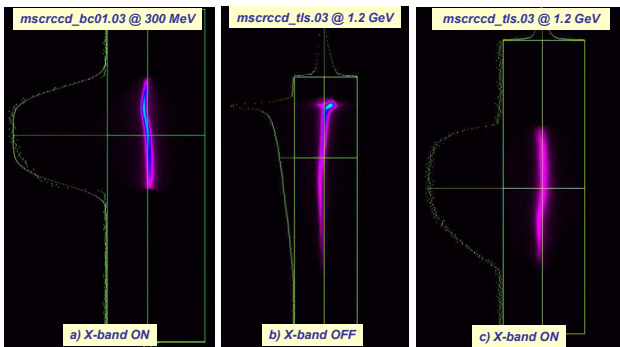 mscrccd_bc01.03 @ 300 MeV
mscrccd_tls.03 @ 1.2 GeV
mscrccd_tls.03 @ 1.2 GeV
a) X-band ON
b) X-band OFF
c) X-band ON